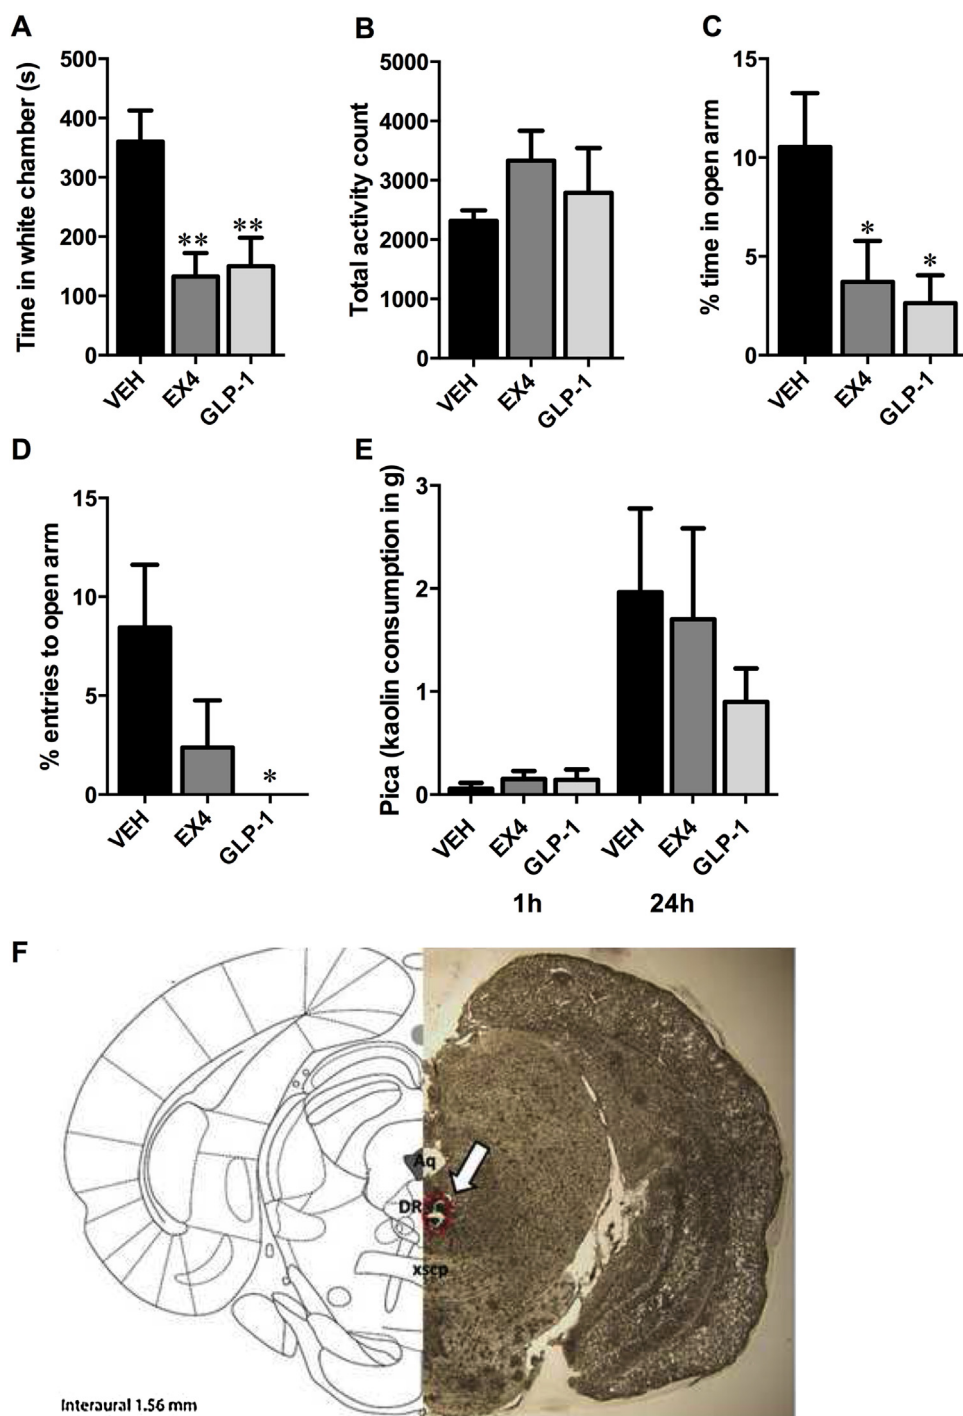 A
Time in white chamber (s)
500
400
300
200
100
0
**
**
VEH
EX4
GLP-1
B
Total activity count
5000
4000
3000
2000
1000
0
VEH
EX4
GLP-1
C
% time in open arm
15
10
5
0
*
*
VEH
EX4
GLP-1
D
% entries to open arm
15
10
5
0
*
VEH
EX4
GLP-1
E
Pica (kaolin consumption in g)
3
2
1
0
VEH
EX4
GLP-1
VEH
EX4
GLP-1
1h
24h
F
Aq
DR
xscp
Interaural 1.56 mm